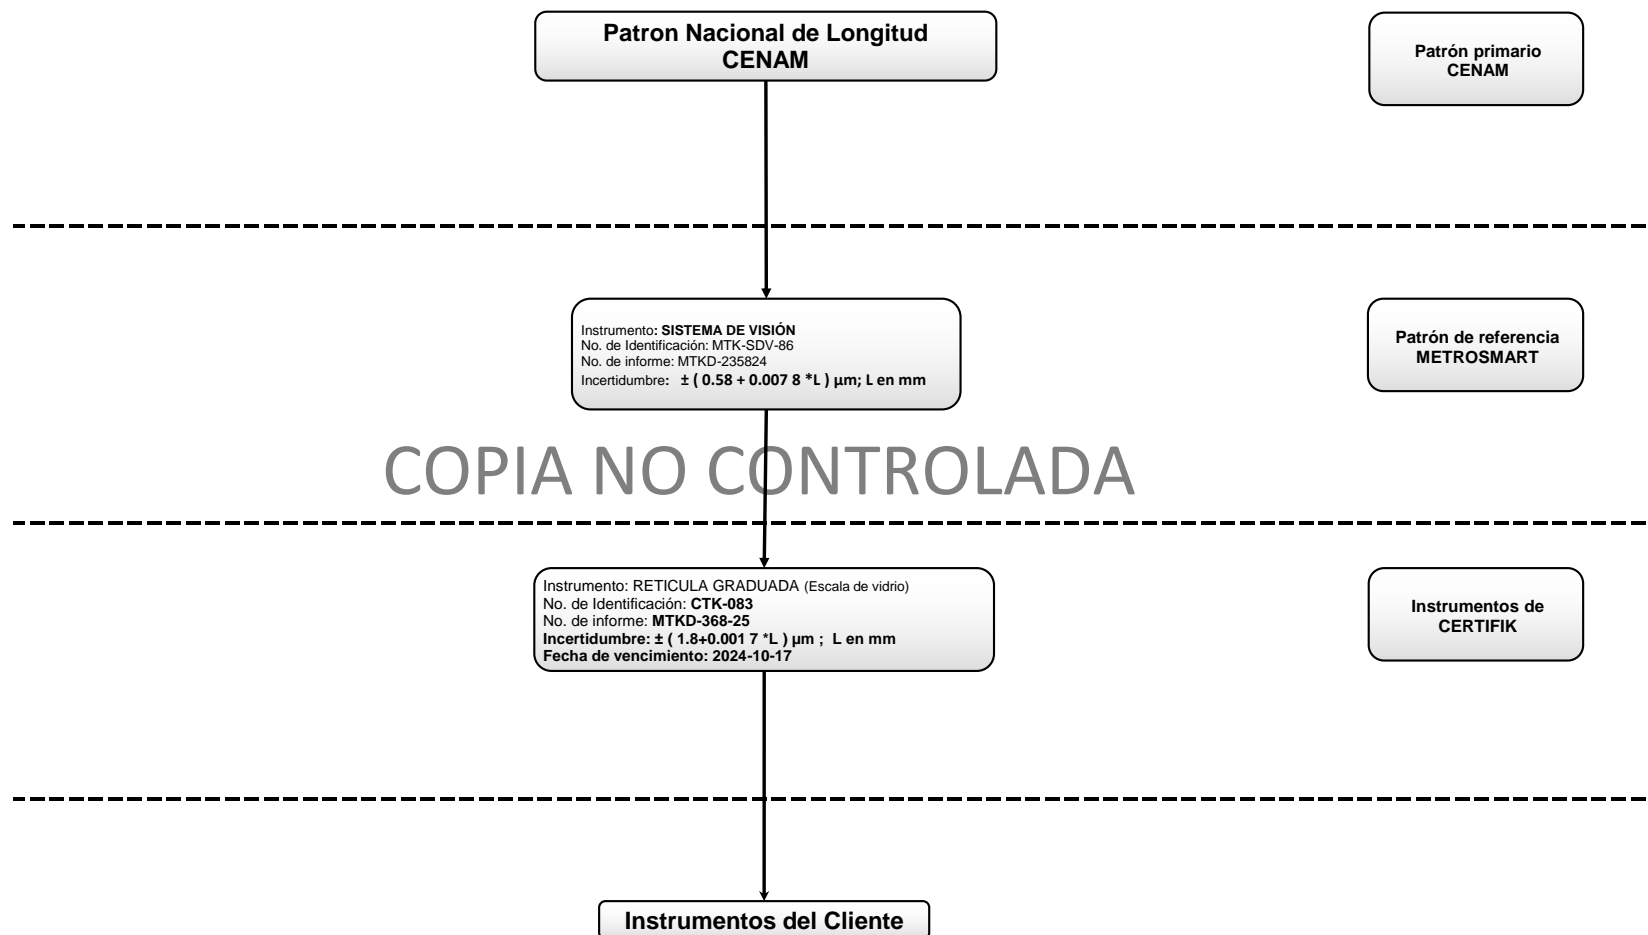 Patron Nacional de Longitud
CENAM
Patrón primario
CENAM
Instrumento: SISTEMA DE VISIÓN
No. de Identificación: MTK-SDV-86
No. de informe: MTKD-235824
Incertidumbre: ± ( 0.58 + 0.007 8 *L ) µm; L en mm
Patrón de referencia
METROSMART
COPIA NO CONTROLADA
Instrumento: RETICULA GRADUADA (Escala de vidrio)
No. de Identificación: CTK-083
No. de informe: MTKD-368-25
Incertidumbre: ± ( 1.8+0.001 7 *L ) µm ; L en mm
Fecha de vencimiento: 2024-10-17
Instrumentos de
CERTIFIK
Instrumentos del Cliente